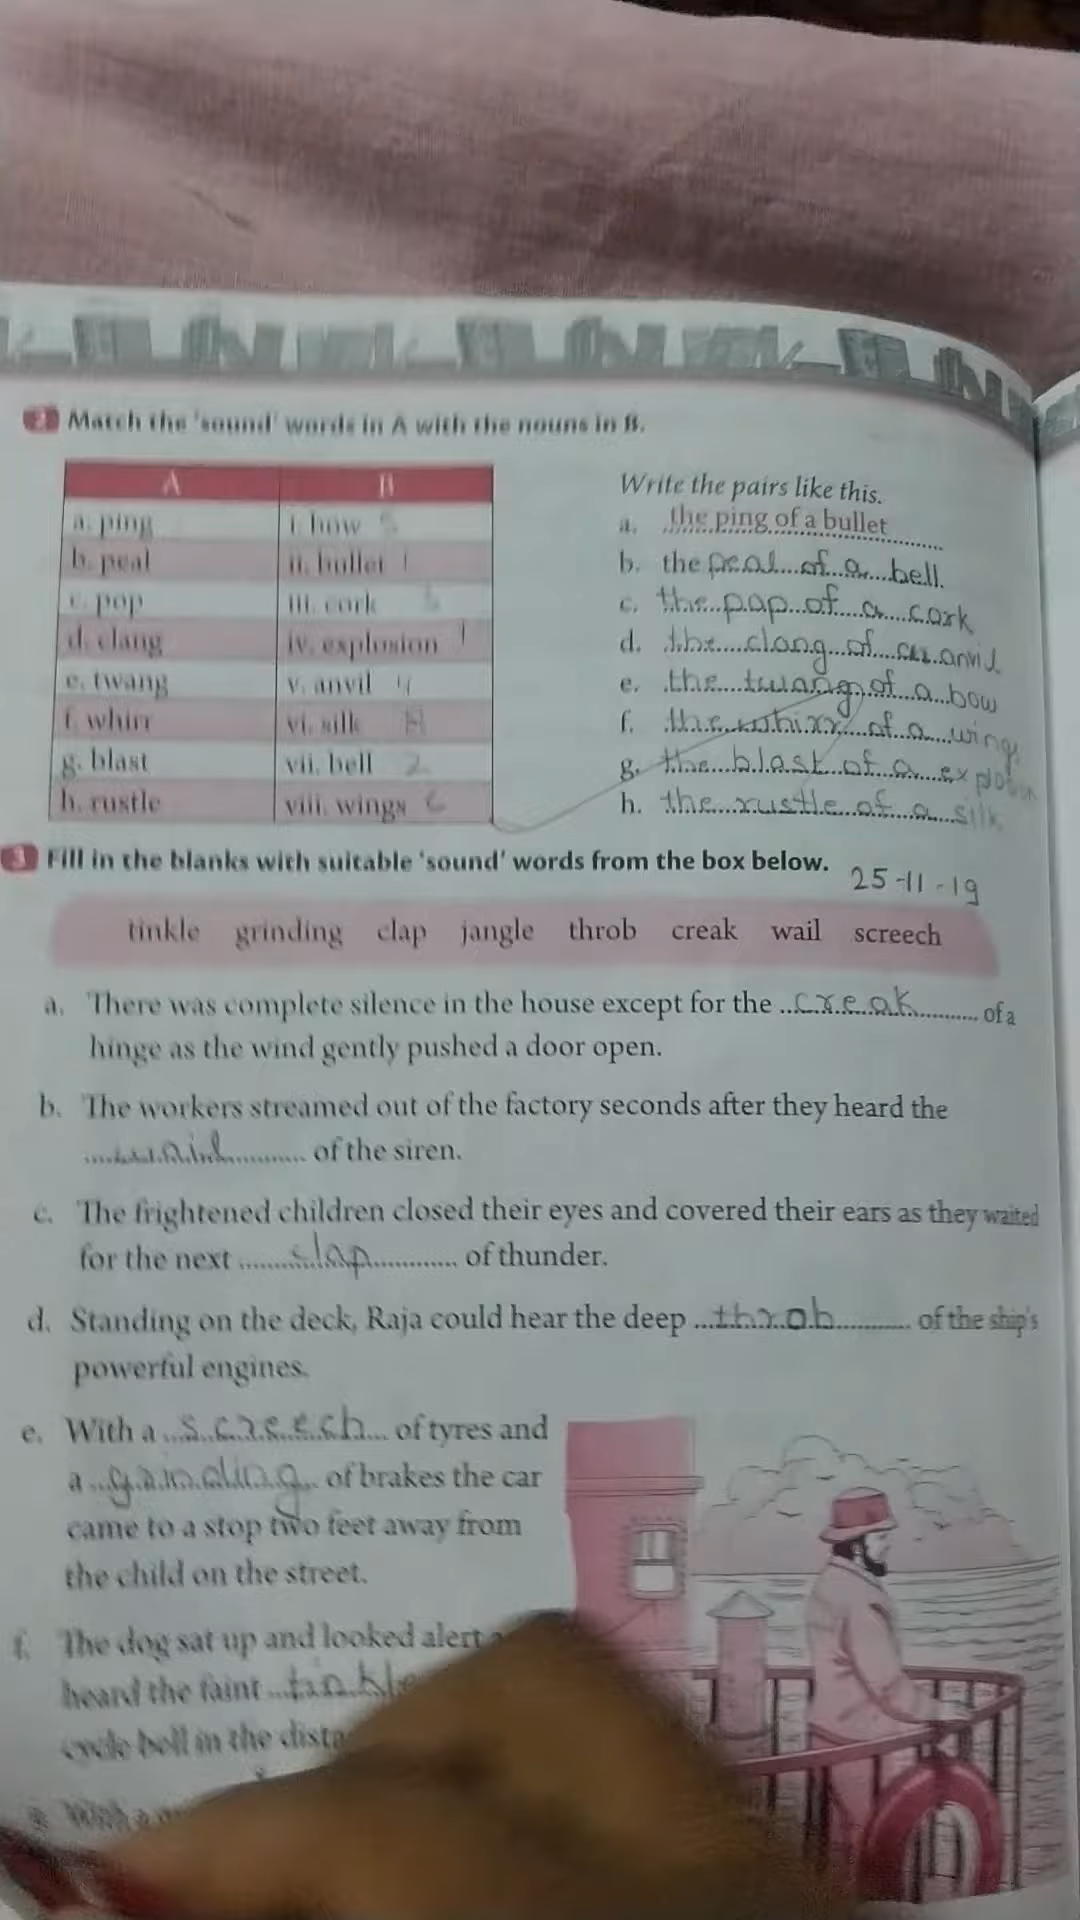 2 Match the 'sound' words in A with the nouns in B.
A B
a. ping i. bow 5
b. peal ii. bullet 1
c. pop iii. cork
d. clang iv. explosion
e. twang v. anvil 4
f. whirr vi. silk
g. blast vii. bell 2
h. rustle viii. wings 6
Write the pairs like this.
a. the ping of a bullet
b. the peal of a bell.
c. the pop of a cork
d. the clang of an anvil
e. the twang of a bow
f. the whirr of a wings
g. the blast of a
h. the rustle of a silk
3 Fill in the blanks with suitable 'sound' words from the box below.
25-11-19
tinkle grinding clap jangle throb creak wail screech
a. There was complete silence in the house except for the creak of a
hinge as the wind gently pushed a door open.
b. The workers streamed out of the factory seconds after they heard the
wail of the siren.
c. The frightened children closed their eyes and covered their ears as they waited
for the next clap of thunder.
d. Standing on the deck, Raja could hear the deep throb of the ship's
powerful engines.
e. With a screech of tyres and
a grinding of brakes the car
came to a stop two feet away from
the child on the street.
f. The dog sat up and looked alert
heard the faint tinkle
cycle bell in the
With a